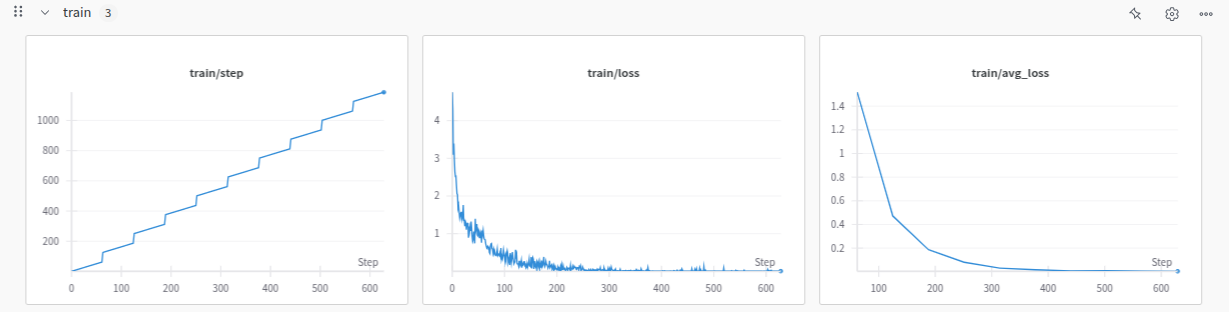 train 3
train/step
1000
800
600
400
200
Step
0 100 200 300 400 500 600
train/loss
4
3
2
1
Step
0 100 200 300 400 500 600
train/avg_loss
1.4
1.2
1
0.8
0.6
0.4
0.2
Step
100 200 300 400 500 600